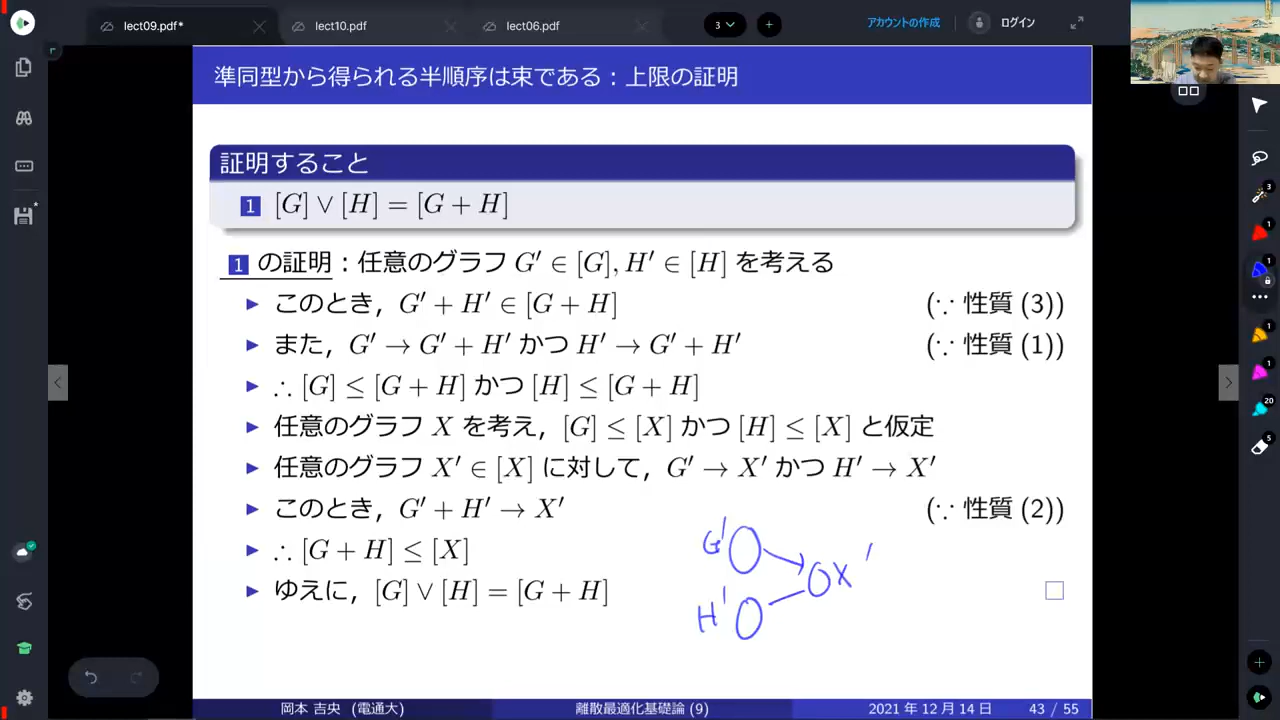 lect09.pdf*
lect10.pdf
lect06.pdf
3
アカウントの作成
ログイン
準同型から得られる半順序は束である：上限の証明
証明すること
1 [G] ∨ [H] = [G + H]
1 の証明：任意のグラフ G′ ∈ [G], H′ ∈ [H] を考える
▶ このとき，G′ + H′ ∈ [G + H] (∵ 性質 (3))
▶ また，G′ → G′ + H′ かつ H′ → G′ + H′ (∵ 性質 (1))
▶ ∴ [G] ≤ [G + H] かつ [H] ≤ [G + H]
▶ 任意のグラフ X を考え，[G] ≤ [X] かつ [H] ≤ [X] と仮定
▶ 任意のグラフ X′ ∈ [X] に対して，G′ → X′ かつ H′ → X′
▶ このとき，G′ + H′ → X′ (∵ 性質 (2))
▶ ∴ [G + H] ≤ [X]
▶ ゆえに，[G] ∨ [H] = [G + H] □
G′
X′
H′
岡本 吉央 (電通大)
離散最適化基礎論 (9)
2021 年 12 月 14 日
43 / 55
3
1
1
1
1
20
5